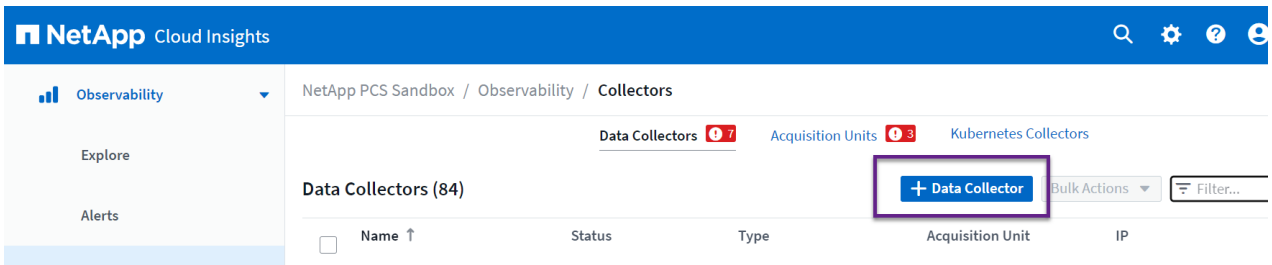 NetApp Cloud Insights
Observability
NetApp PCS Sandbox / Observability / Collectors
Data Collectors 7 Acquisition Units 3 Kubernetes Collectors
Explore
Data Collectors (84) + Data Collector Bulk Actions Filter...
Alerts
Name ↑ Status Type Acquisition Unit IP